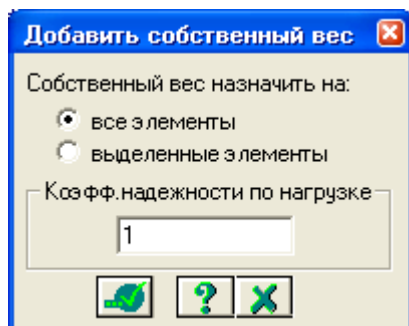 Добавить собственный вес
Собственный вес назначить на:
все элементы
выделенные элементы
Коэфф.надежности по нагрузке
1
?